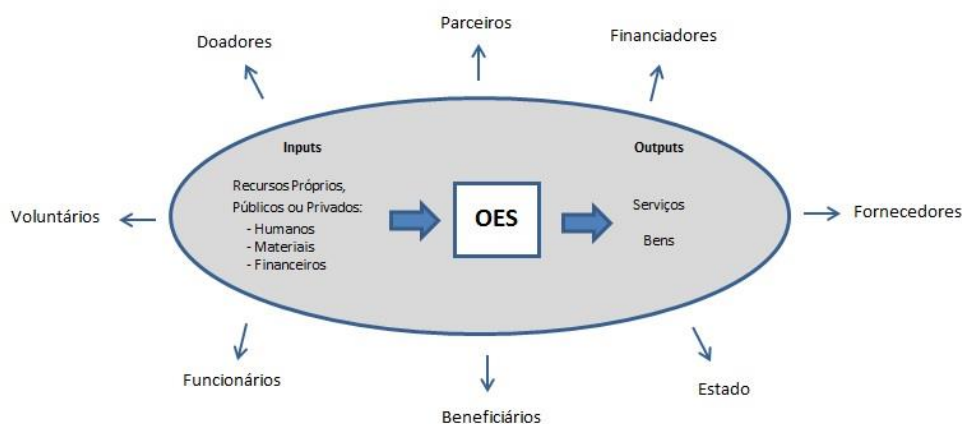 Parceiros
Doadores
Financiadores
Inputs
Outputs
Recursos Próprios,
Públicos ou Privados:
- Humanos
- Materiais
- Financeiros
OES
Serviços
Bens
Voluntários
Fornecedores
Funcionários
Beneficiários
Estado